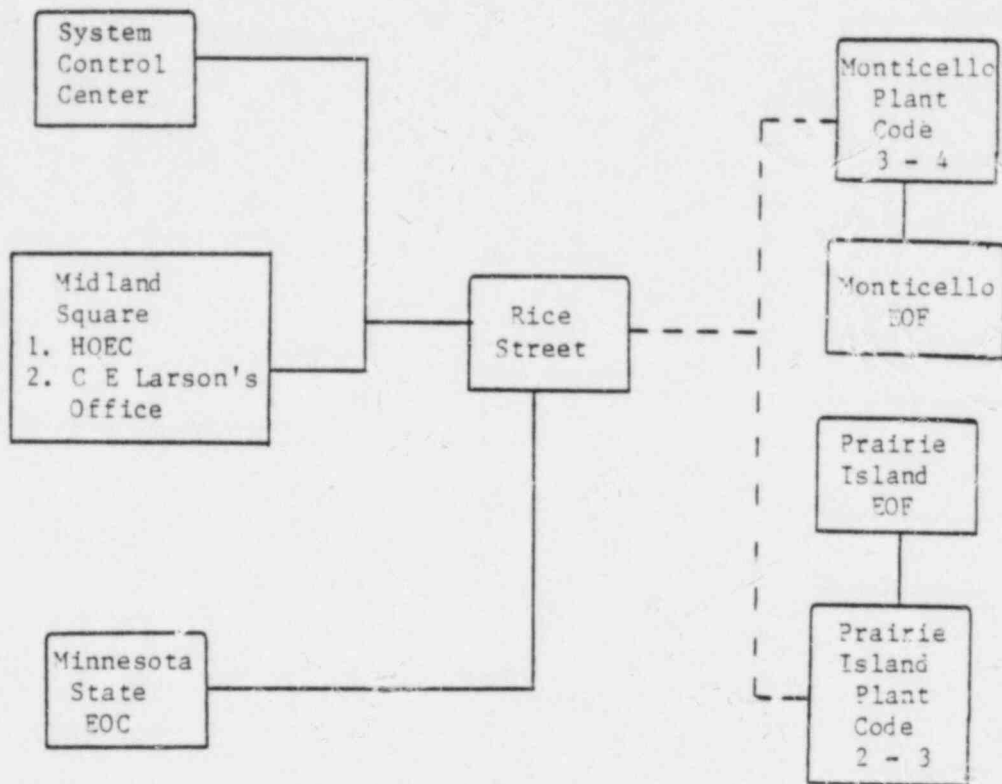 System
Control
Center
Midland
Square
1. HQEC
2. C E Larson's
Office
Minnesota
State
EOC
Rice
Street
Monticello
Plant
Code
3 - 4
Monticello
EOF
Prairie
Island
EOF
Prairie
Island
Plant
Code
2 - 3